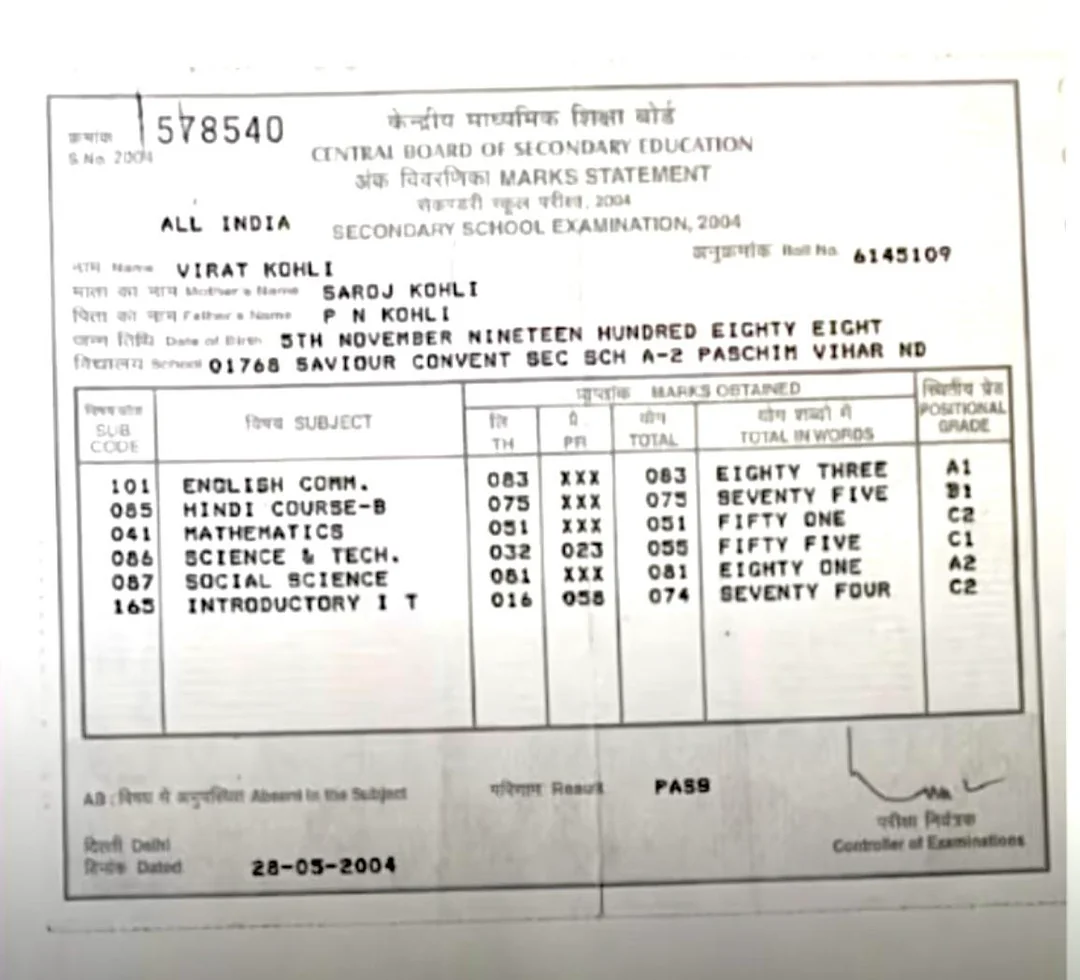 क्रमांक 578540
S.No. 2004
केन्द्रीय माध्यमिक शिक्षा बोर्ड
CENTRAL BOARD OF SECONDARY EDUCATION
अंक विवरणिका MARKS STATEMENT
सेकण्डरी स्कूल परीक्षा, 2004
ALL INDIA SECONDARY SCHOOL EXAMINATION, 2004
अनुक्रमांक Roll No. 6145109
नाम Name VIRAT KOHLI
माता का नाम Mother's Name SAROJ KOHLI
पिता का नाम Father's Name P N KOHLI
जन्म तिथि Date of Birth 5TH NOVEMBER NINETEEN HUNDRED EIGHTY EIGHT
विद्यालय School 01768 SAVIOUR CONVENT SEC SCH A-2 PASCHIM VIHAR ND
प्राप्तांक MARKS OBTAINED
विषय कोड SUB CODE विषय SUBJECT लि TH प्रै. PR योग TOTAL योग शब्दो में TOTAL IN WORDS स्थितीय ग्रेड POSITIONAL GRADE
101 ENGLISH COMM. 083 XXX 083 EIGHTY THREE A1
085 HINDI COURSE-B 075 XXX 075 SEVENTY FIVE B1
041 MATHEMATICS 051 XXX 051 FIFTY ONE C2
086 SCIENCE & TECH. 032 023 055 FIFTY FIVE C1
087 SOCIAL SCIENCE 081 XXX 081 EIGHTY ONE A2
165 INTRODUCTORY I T 016 058 074 SEVENTY FOUR C2
AB : विषय मे अनुपस्थित Absent in the Subject परिणाम Result PASS
परीक्षा नियंत्रक
Controller of Examinations
दिल्ली Delhi
दिनांक Dated 28-05-2004